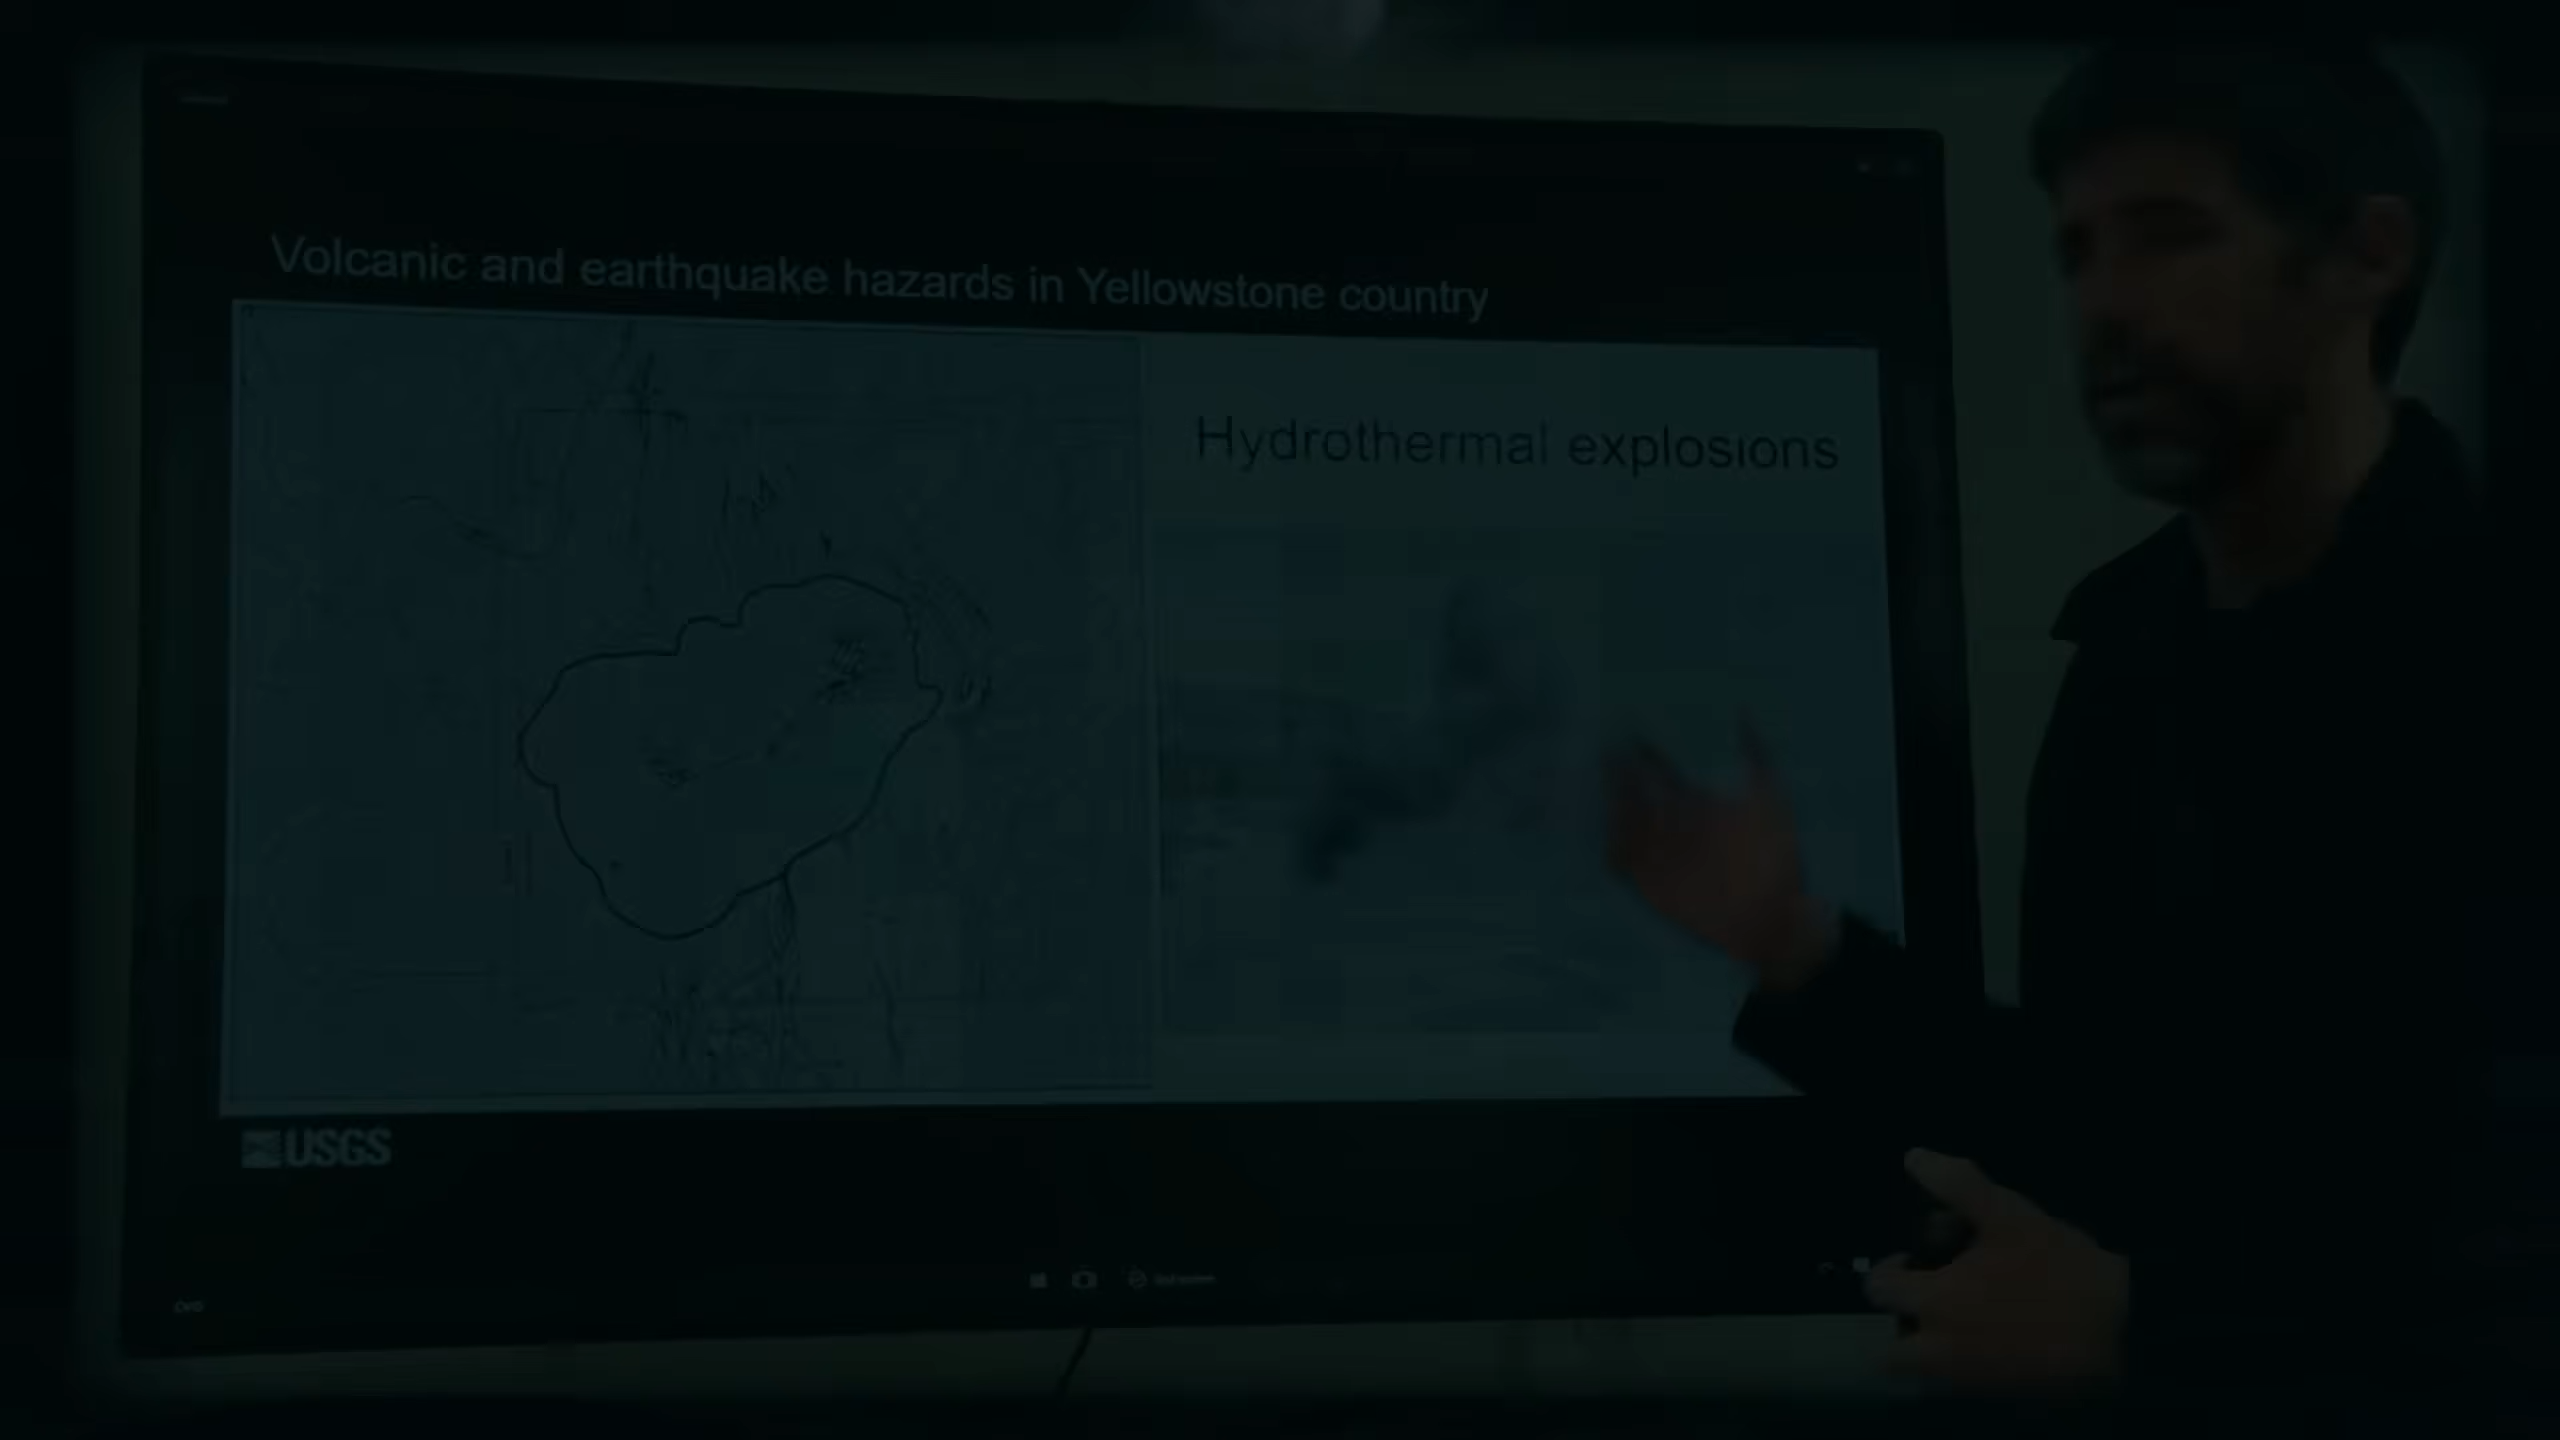 Volcanic and earthquake hazards in Yellowstone country
Hydrothermal explosions
USGS